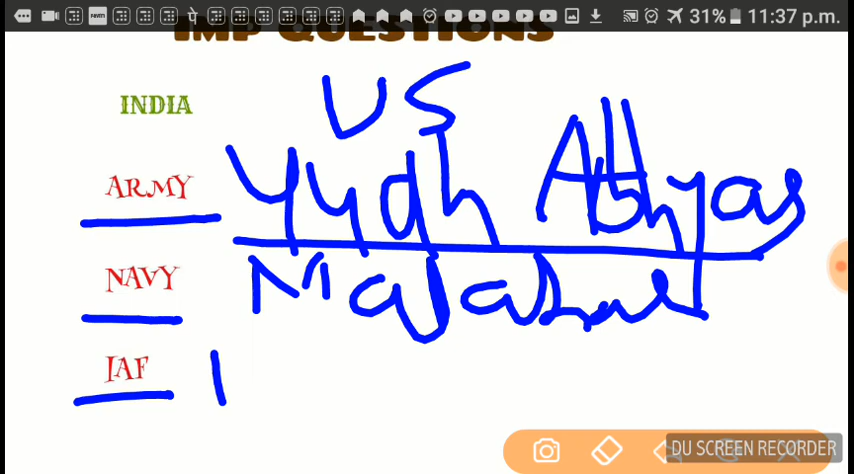 31% 11:37 p.m.
IMP QUESTIONS
INDIA US
ARMY Yudh Abhyas
NAVY Malabar
IAF
DU SCREEN RECORDER